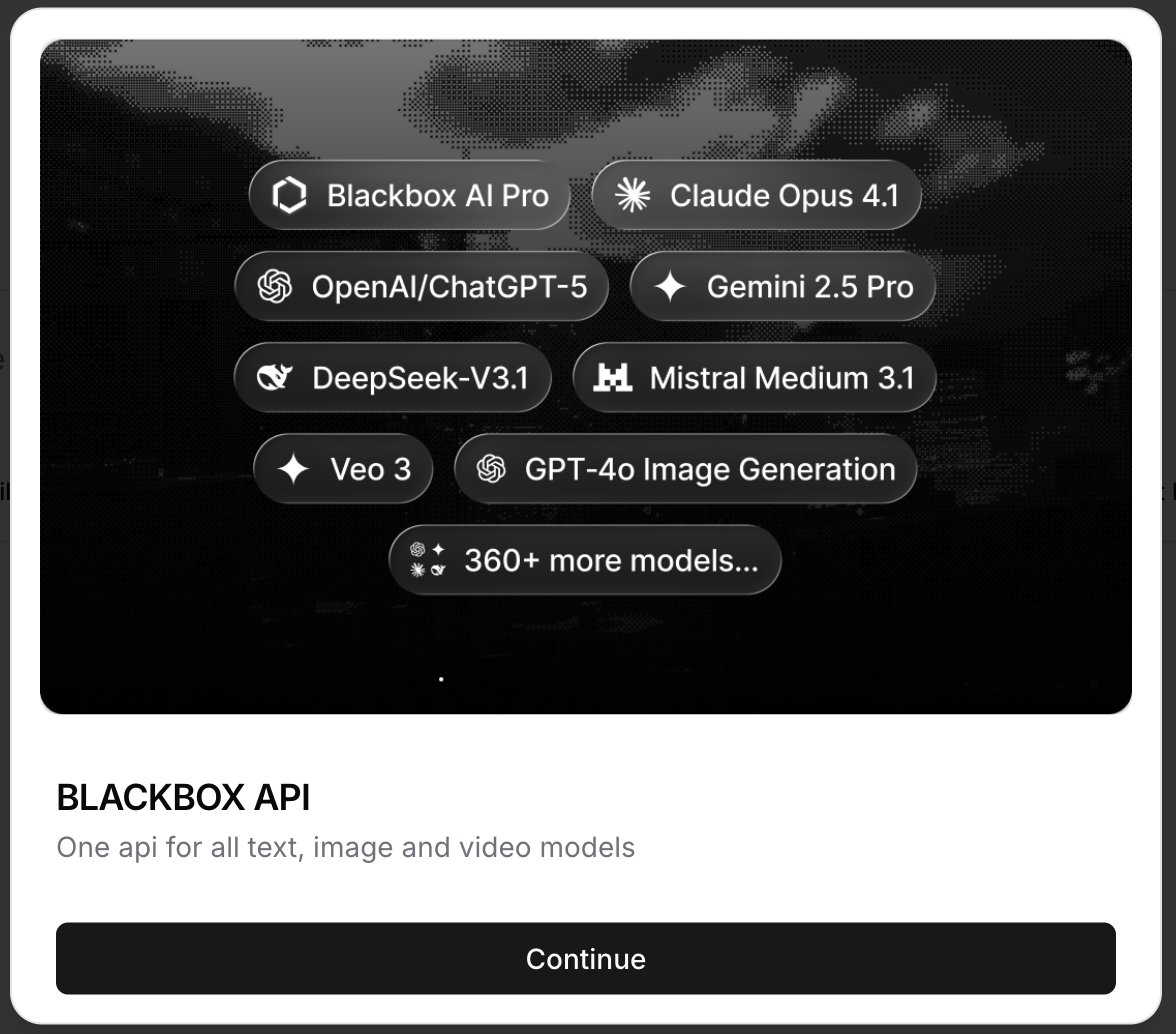 Blackbox AI Pro
Claude Opus 4.1
OpenAI/ChatGPT-5
Gemini 2.5 Pro
DeepSeek-V3.1
Mistral Medium 3.1
Veo 3
GPT-4o Image Generation
360+ more models...
BLACKBOX API
One api for all text, image and video models
Continue